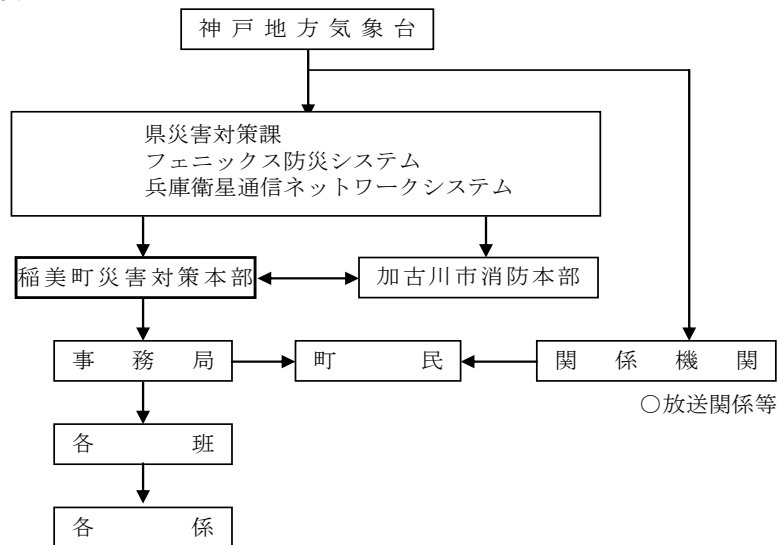 神戸地方気象台
県災害対策課
フェニックス防災システム
兵庫衛星通信ネットワークシステム
稲美町災害対策本部
加古川市消防本部
事務局
町民
関係機関
○放送関係等
各班
各係